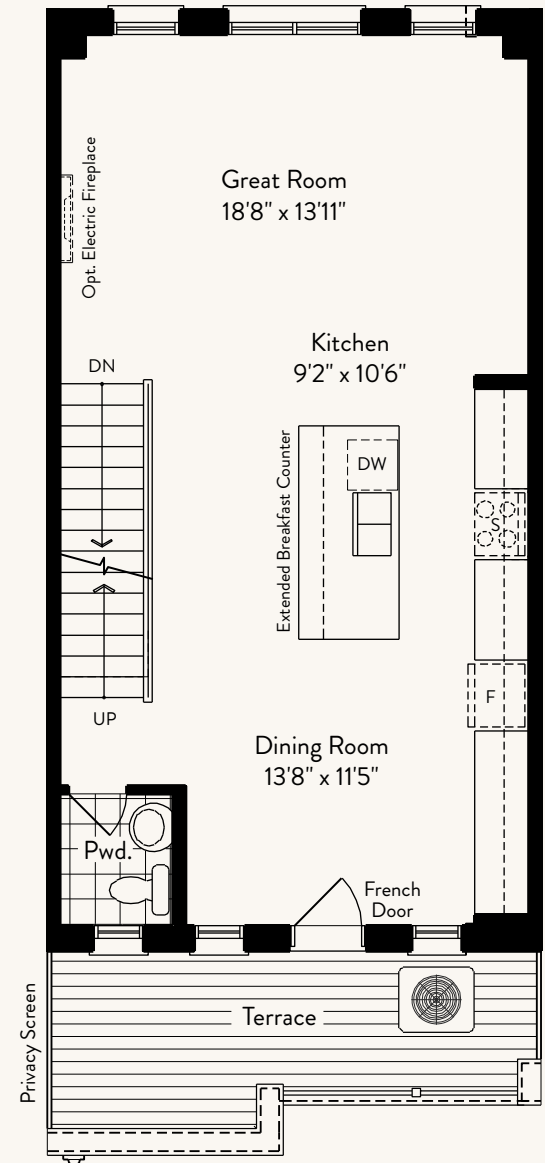 Great Room
18'8" x 13'11"
Opt. Electric Fireplace
Kitchen
9'2" x 10'6"
DN
Extended Breakfast Counter
DW
S
F
UP
Dining Room
13'8" x 11'5"
Pwd.
French
Door
Terrace
Privacy Screen